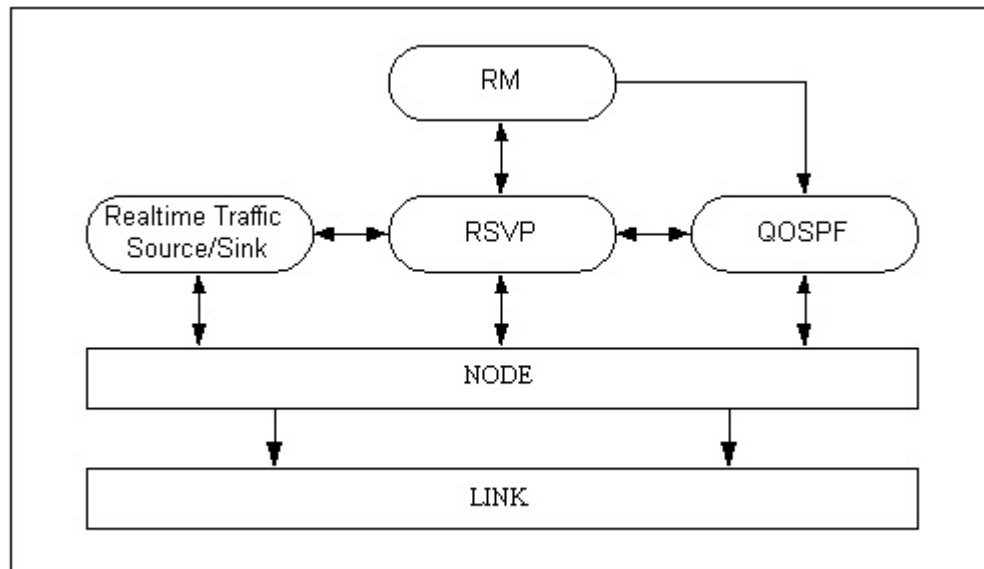 RM
Realtime Traffic
Source/Sink
RSVP
QOSPF
NODE
LINK